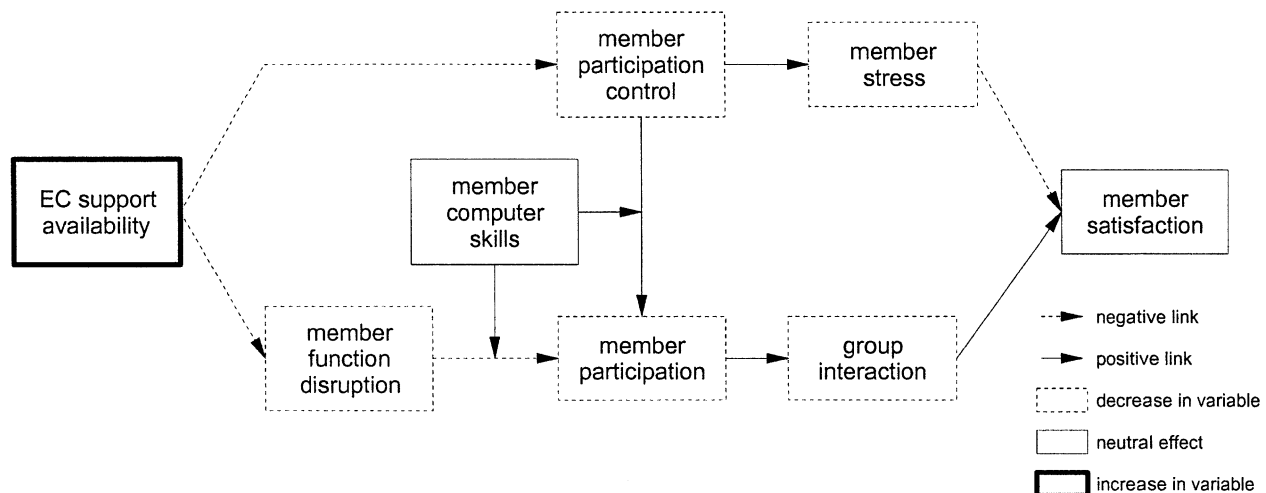 member
participation
control
member
stress
EC support
availability
member
computer
skills
member
satisfaction
member
function
disruption
member
participation
group
interaction
negative link
positive link
decrease in variable
neutral effect
increase in variable